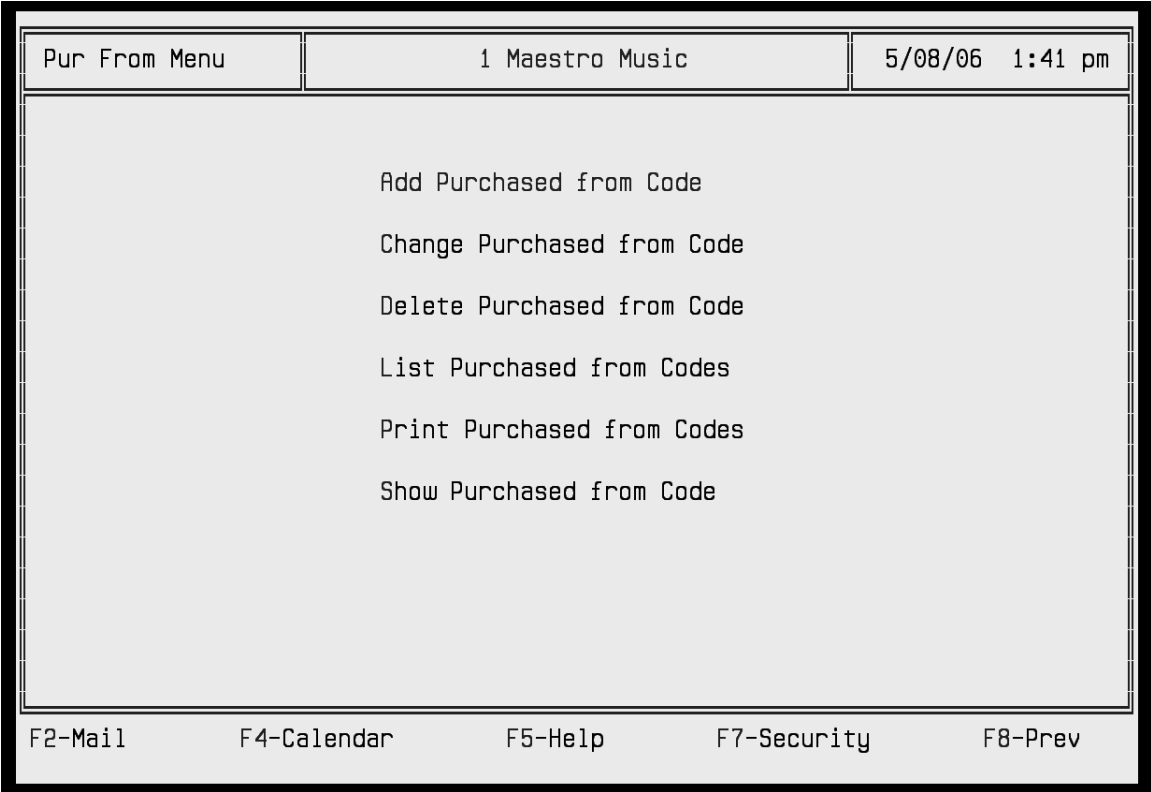 Pur From Menu 1 Maestro Music 5/08/06 1:41 pm
Add Purchased from Code
Change Purchased from Code
Delete Purchased from Code
List Purchased from Codes
Print Purchased from Codes
Show Purchased from Code
F2-Mail F4-Calendar F5-Help F7-Security F8-Prev